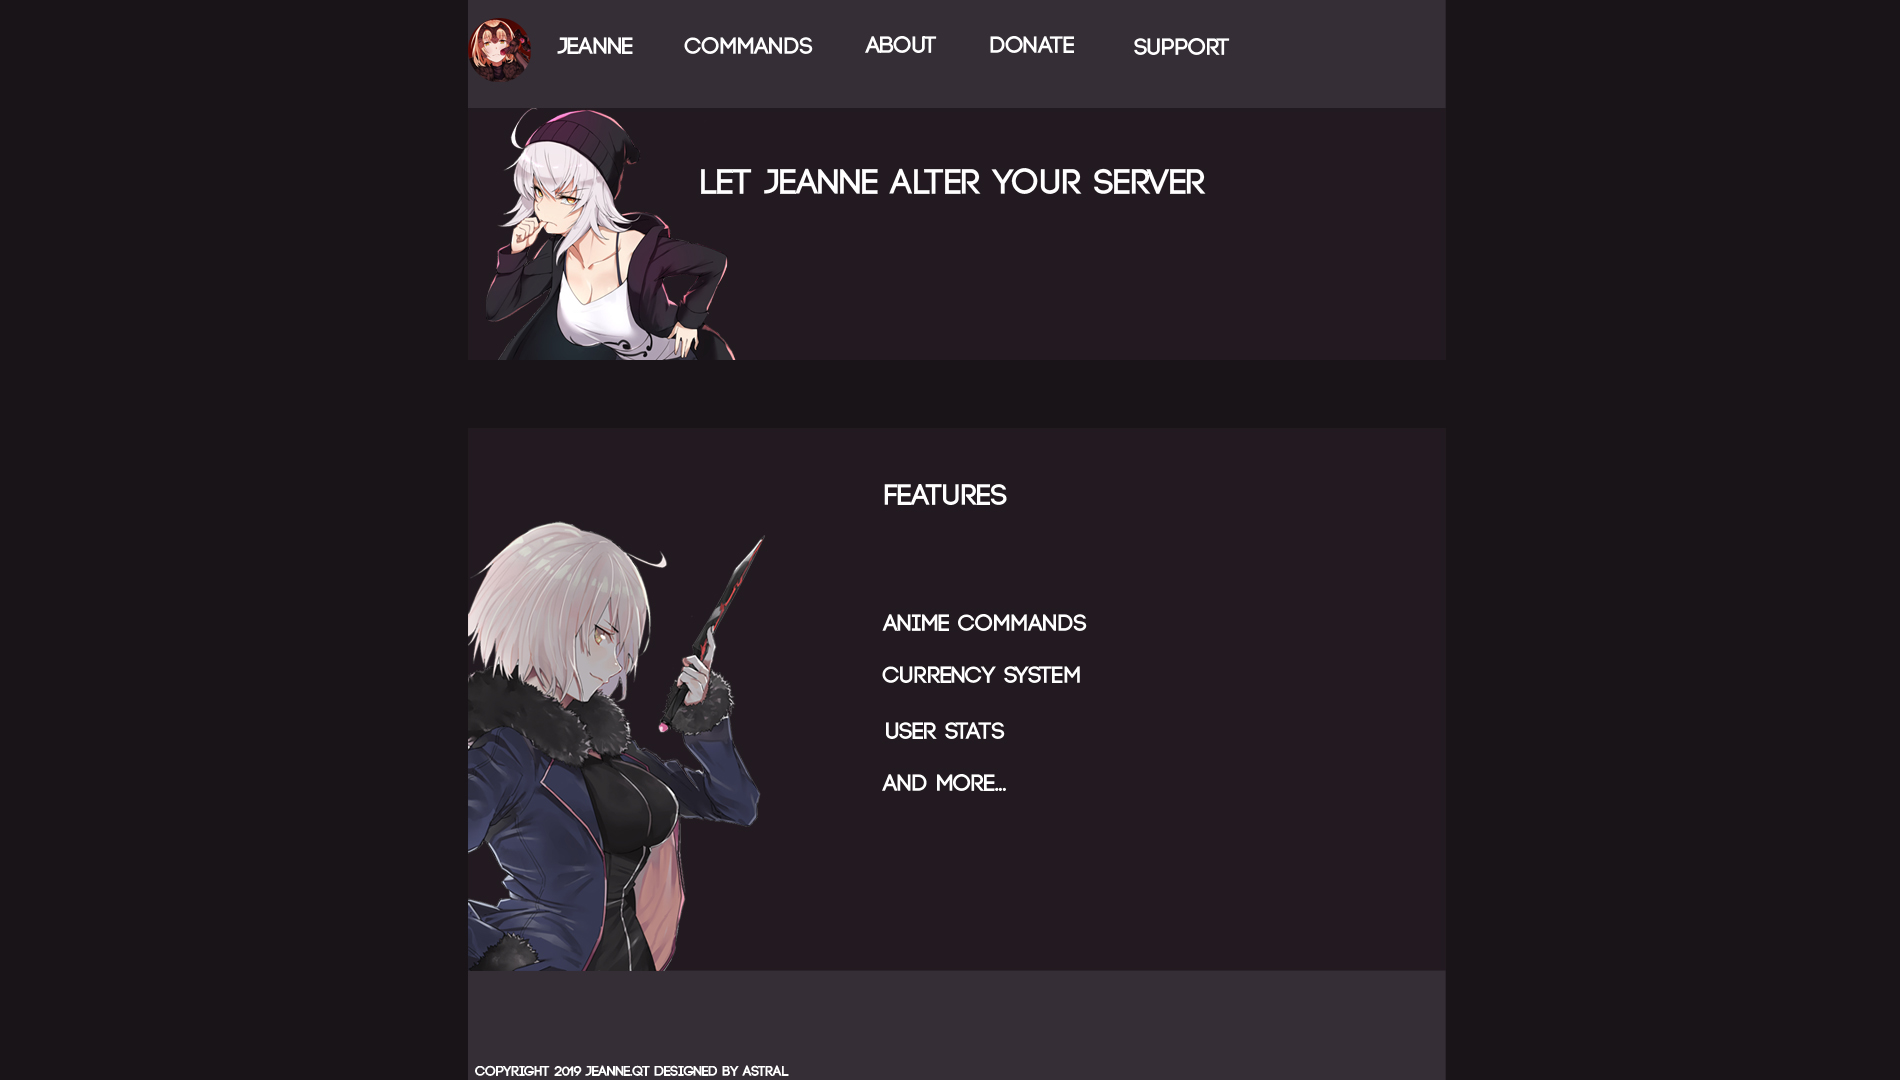 JEANNE COMMANDS ABOUT DONATE SUPPORT
LET JEANNE ALTER YOUR SERVER
FEATURES
ANIME COMMANDS
CURRENCY SYSTEM
USER STATS
AND MORE...
COPYRIGHT 2019 JEANNE.QT DESIGNED BY ASTRAL